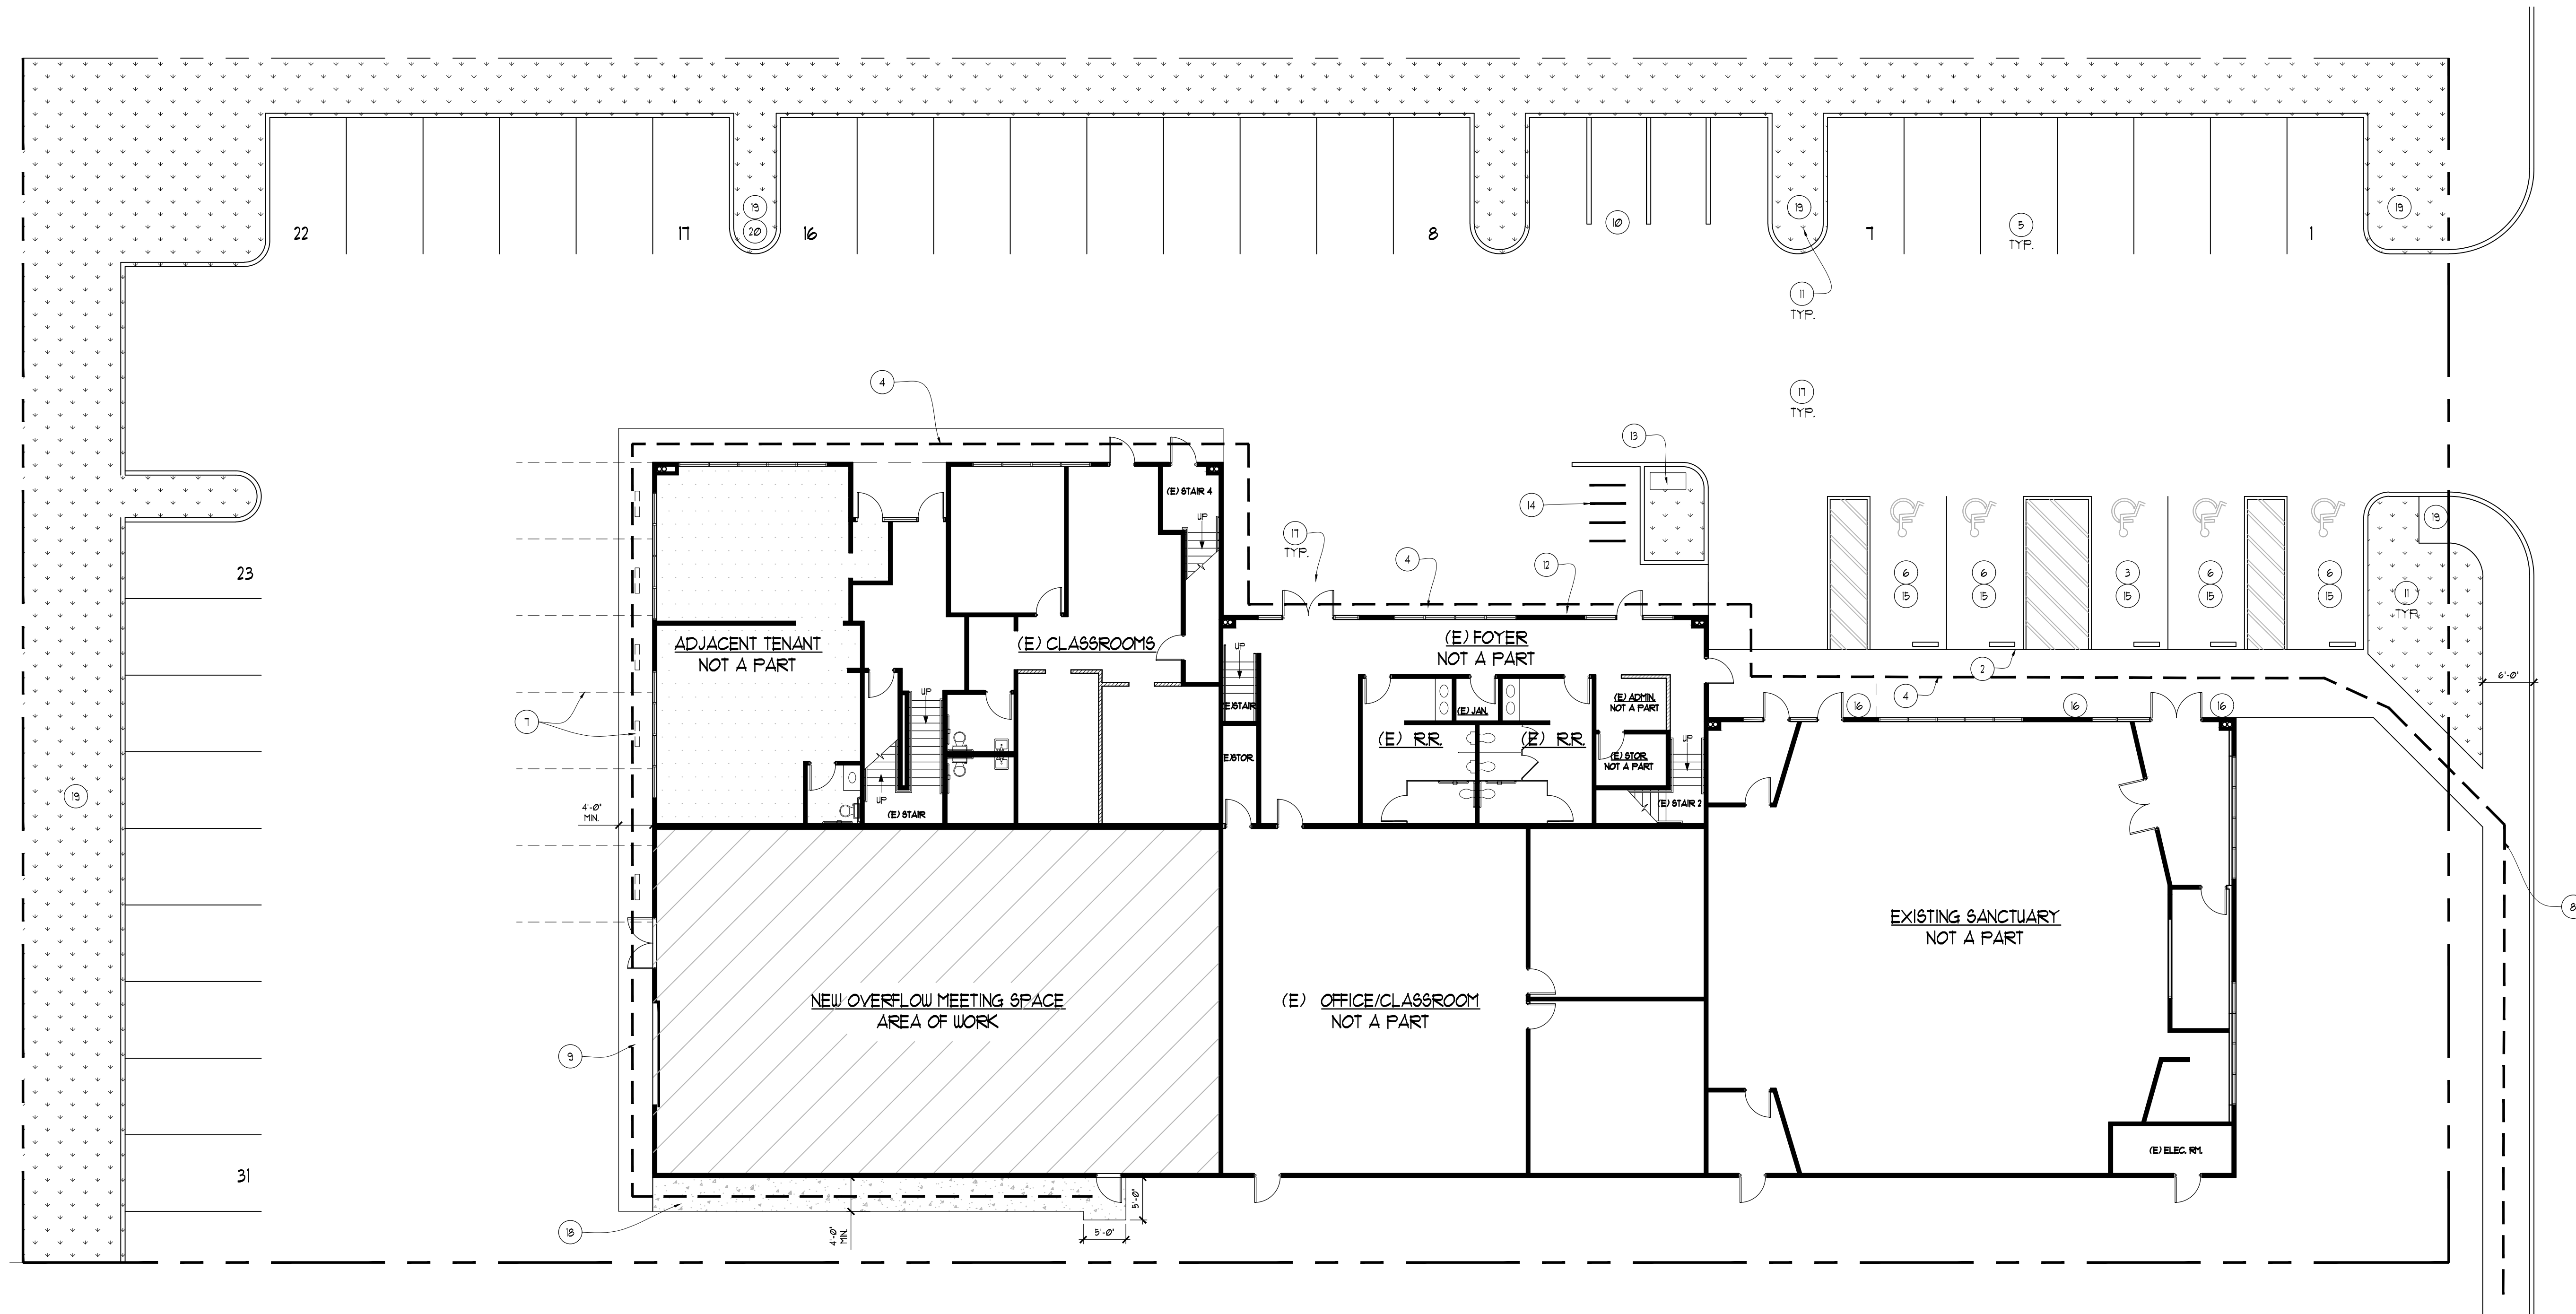 22
17
19
20
16
8
10
19
7
5
TYP.
1
19
11
TYP.
4
17
TYP.
13
14
(E) STAIR 4
UP
17
TYP.
4
12
19
23
6
15
6
15
3
15
6
15
6
15
11
TYP.
ADJACENT TENANT
NOT A PART
(E) CLASSROOMS
(E) FOYER
NOT A PART
UP
2
4
6'-0"
7
UP
(E)STAIR
(E) JAN.
(E) ADMIN.
NOT A PART
16
16
16
(E) R.R.
(E) R.R.
UP
(E)STOR.
(E) STOR.
NOT A PART
19
UP
4'-0"
MIN.
(E) STAIR
(E) STAIR 2
8
EXISTING SANCTUARY
NOT A PART
NEW OVERFLOW MEETING SPACE
AREA OF WORK
(E) OFFICE/CLASSROOM
NOT A PART
9
(E) ELEC. RM.
31
18
4'-0"
MIN.
5'-0"
5'-0"